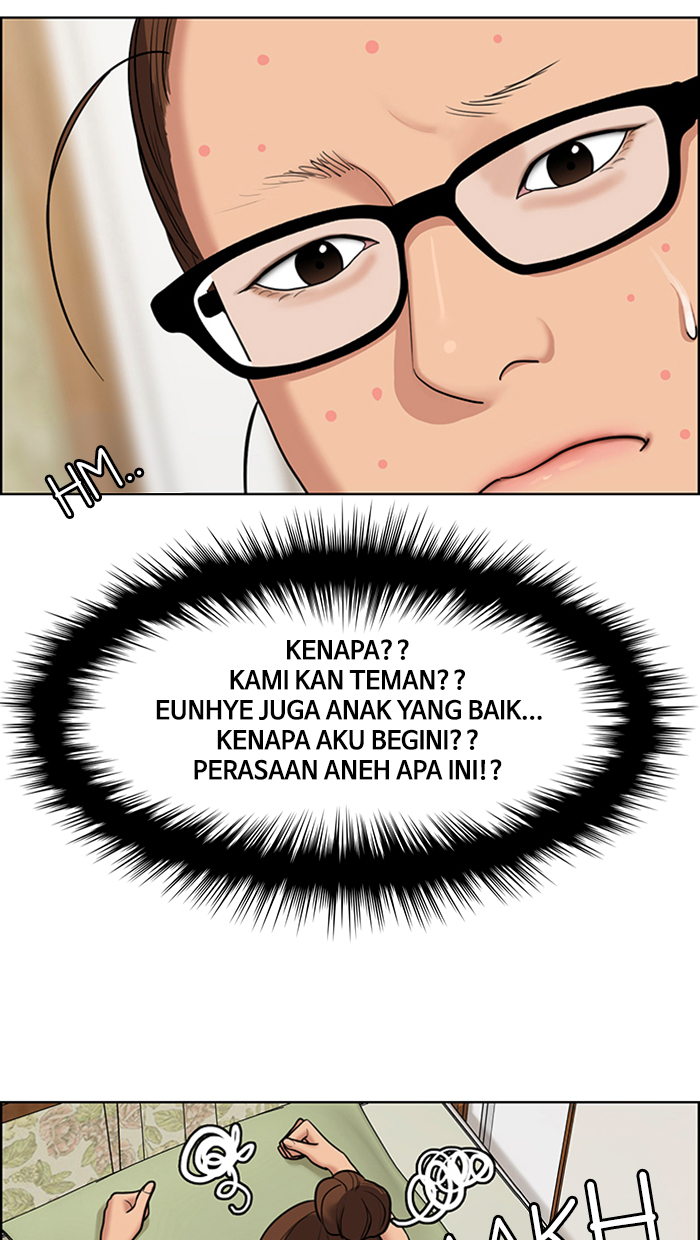 HM..
KENAPA??
KAMI KAN TEMAN??
EUNHYE JUGA ANAK YANG BAIK...
KENAPA AKU BEGINI??
PERASAAN ANEH APA INI!?